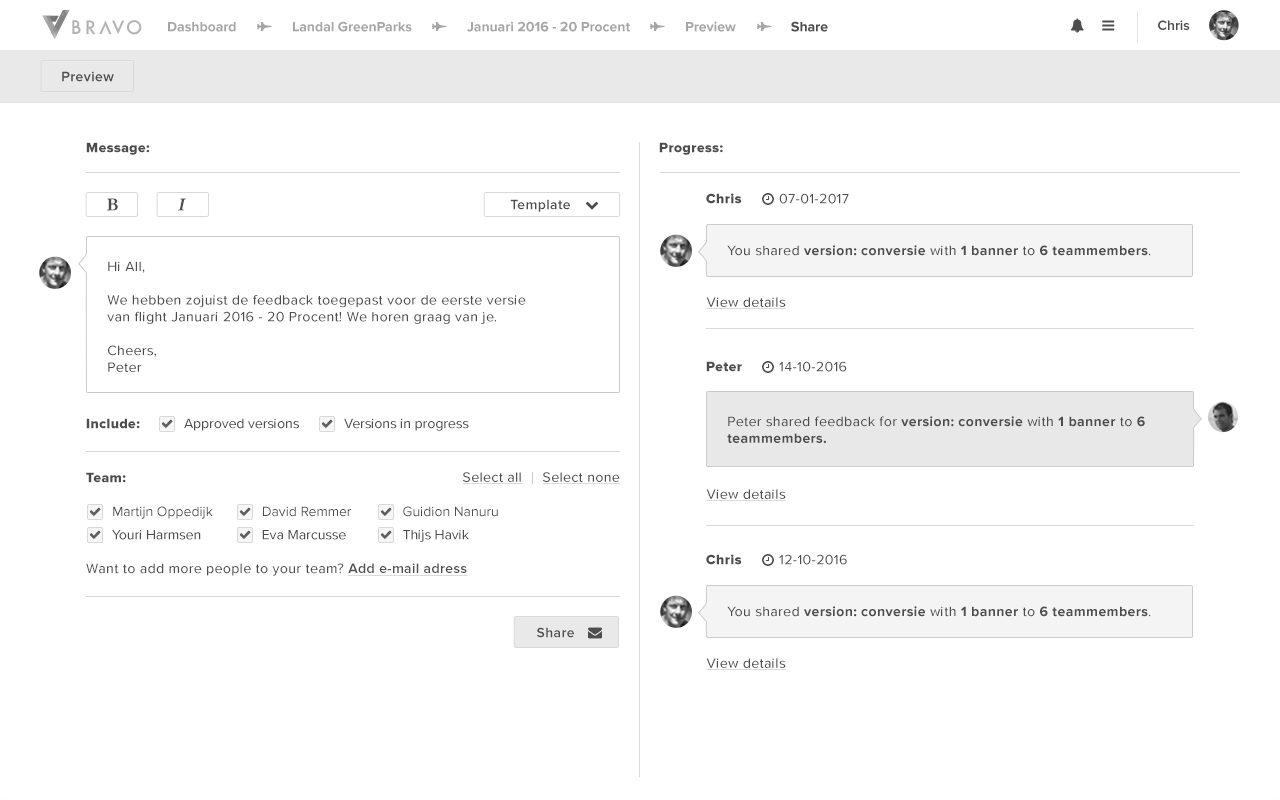 BRAVO Dashboard Landal GreenParks Januari 2016 - 20 Procent Preview Share Chris
Preview
Message:
B I Template
Hi All,
We hebben zojuist de feedback toegepast voor de eerste versie
van flight Januari 2016 - 20 Procent! We horen graag van je.
Cheers,
Peter
Include: Approved versions Versions in progress
Team: Select all | Select none
Martijn Oppedijk David Remmer Guidion Nanuru
Youri Harmsen Eva Marcusse Thijs Havik
Want to add more people to your team? Add e-mail adress
Share
Progress:
Chris 07-01-2017
You shared version: conversie with 1 banner to 6 teammembers.
View details
Peter 14-10-2016
Peter shared feedback for version: conversie with 1 banner to 6
teammembers.
View details
Chris 12-10-2016
You shared version: conversie with 1 banner to 6 teammembers.
View details